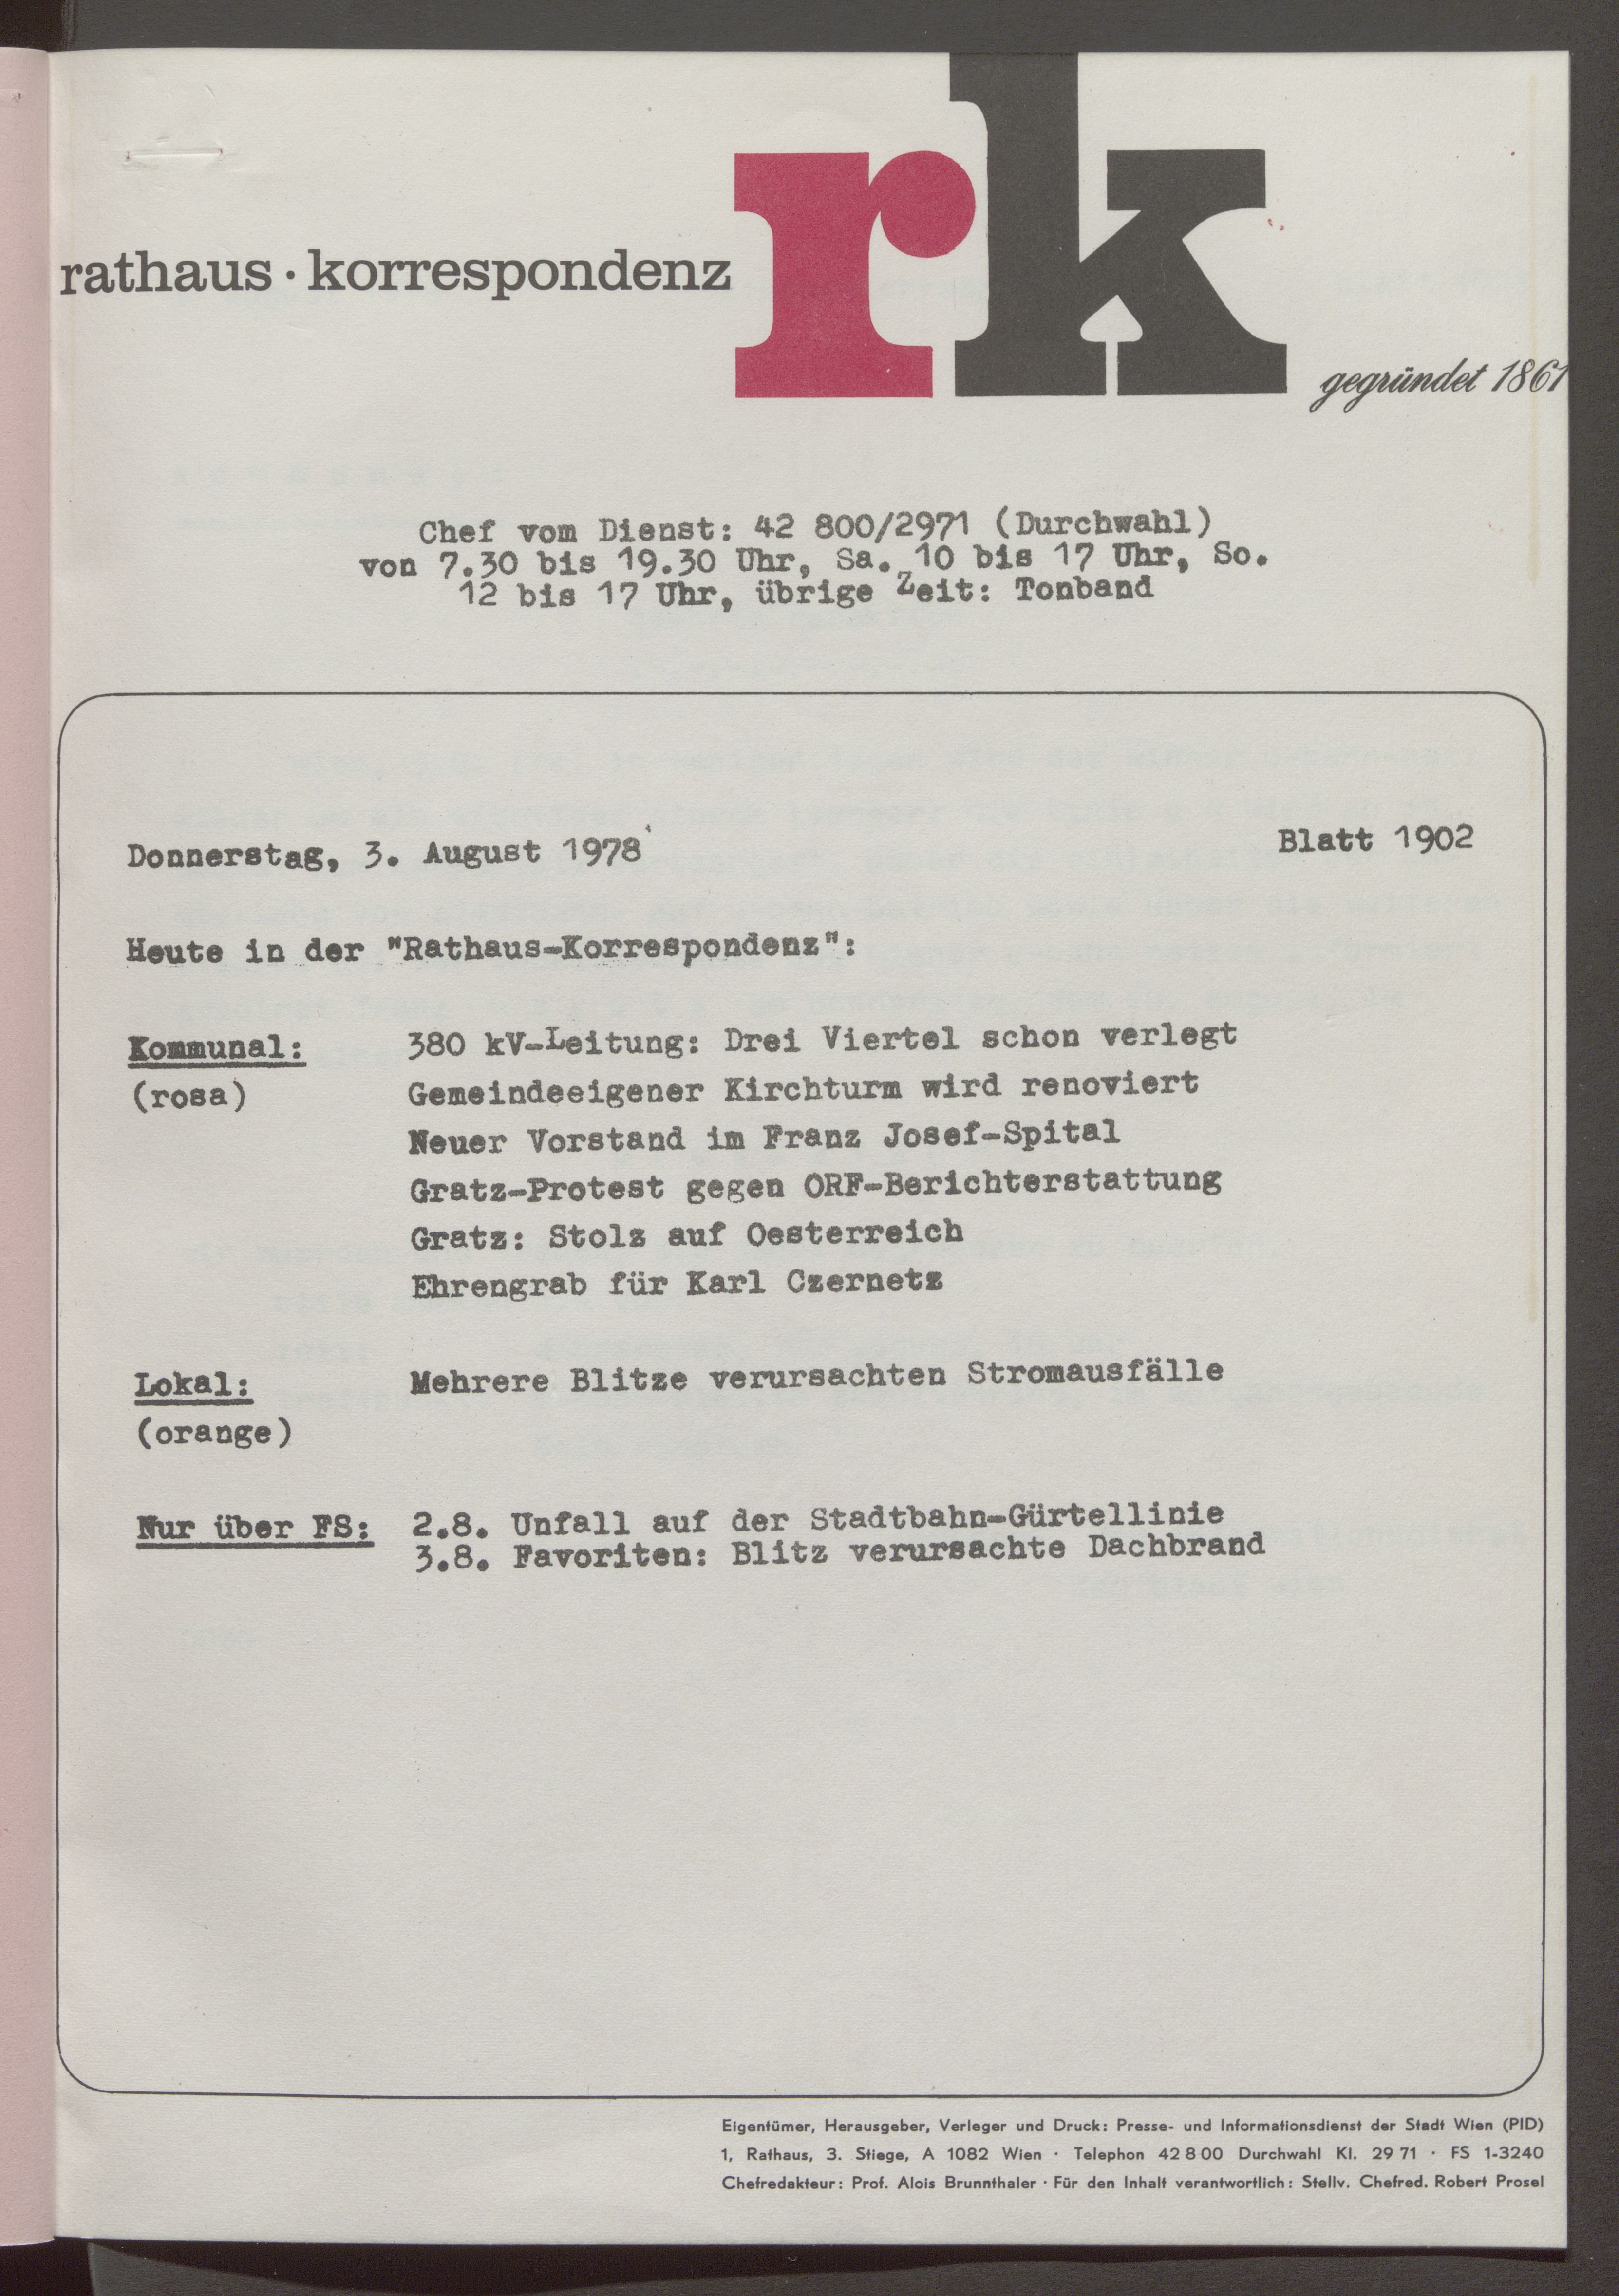 rathaus · korrespondenz
rk
gegründet 1861
Chef vom Dienst: 42 800/2971 (Durchwahl)
von 7.30 bis 19.30 Uhr, Sa. 10 bis 17 Uhr, So.
12 bis 17 Uhr, übrige Zeit: Tonband
Donnerstag, 3. August 1978 Blatt 1902
Heute in der "Rathaus-Korrespondenz":
Kommunal: 380 kV-Leitung: Drei Viertel schon verlegt
(rosa) Gemeindeeigener Kirchturm wird renoviert
Neuer Vorstand im Franz Josef-Spital
Gratz-Protest gegen ORF-Berichterstattung
Gratz: Stolz auf Oesterreich
Ehrengrab für Karl Czernetz
Lokal: Mehrere Blitze verursachten Stromausfälle
(orange)
Nur über FS: 2.8. Unfall auf der Stadtbahn-Gürtellinie
3.8. Favoriten: Blitz verursachte Dachbrand
Eigentümer, Herausgeber, Verleger und Druck: Presse- und Informationsdienst der Stadt Wien (PID)
1, Rathaus, 3. Stiege, A 1082 Wien · Telephon 42 8 00 Durchwahl Kl. 29 71 · FS 1-3240
Chefredakteur: Prof. Alois Brunnthaler · Für den Inhalt verantwortlich: Stellv. Chefred. Robert Prosel